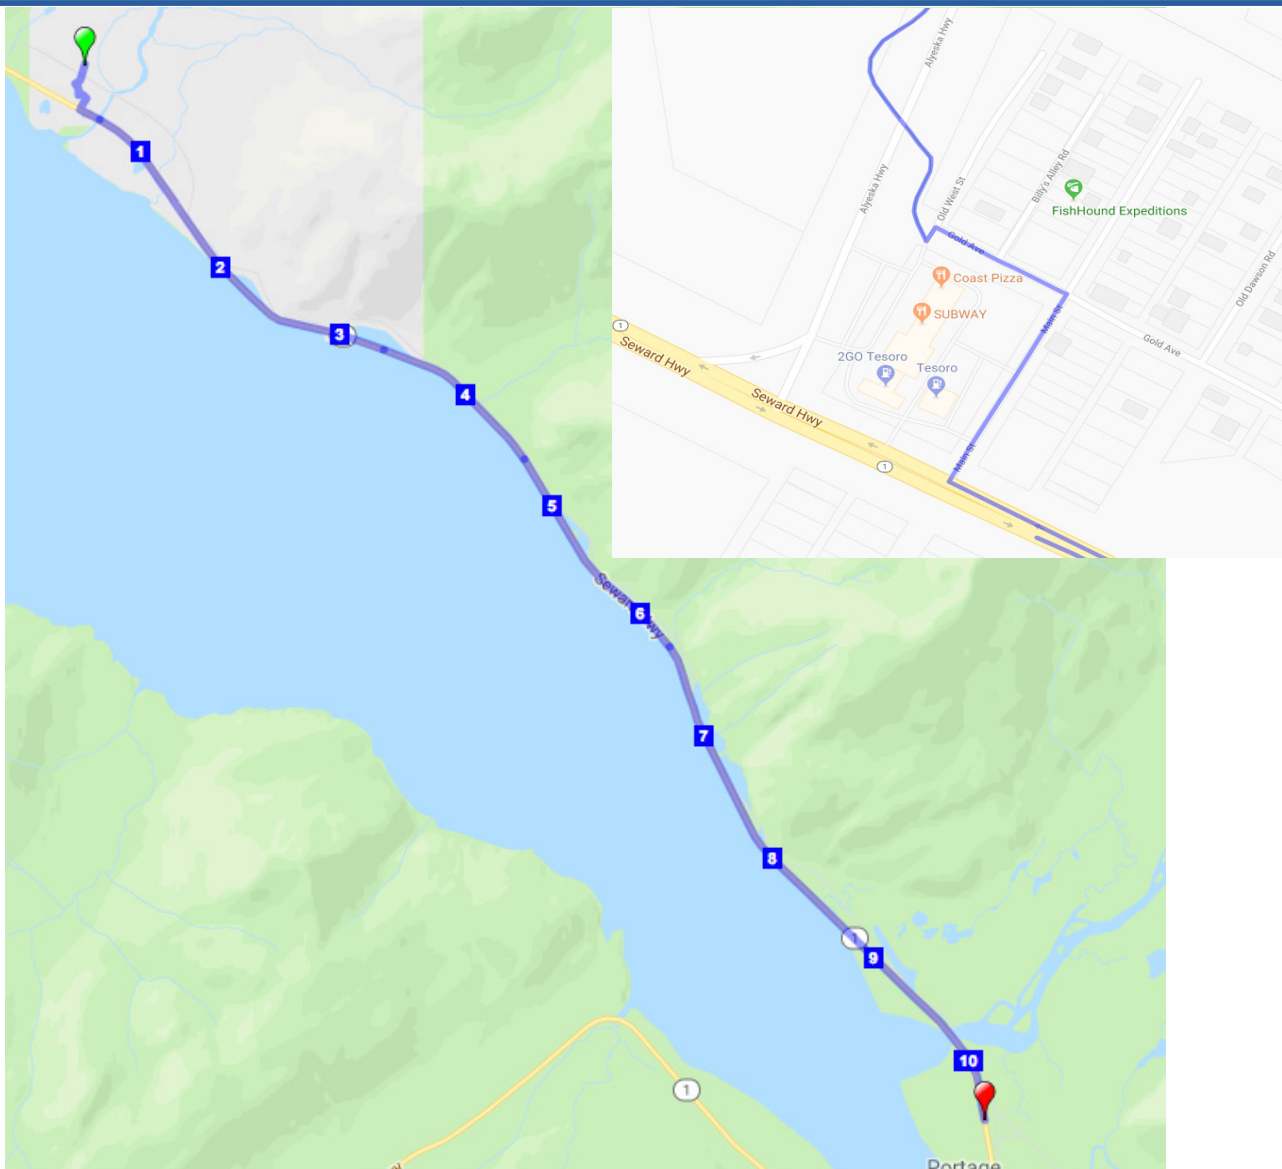 Alyeska Hwy
Alyeska Hwy
Old West St
Billy's Alley Rd
FishHound Expeditions
Gold Ave
Old Dawson Rd
Coast Pizza
SUBWAY
Main St
1
Seward Hwy
2GO Tesoro
Tesoro
Gold Ave
Seward Hwy
Main St
1
1
2
3
4
5
Seward Hwy
6
7
8
1
9
10
1
Portage